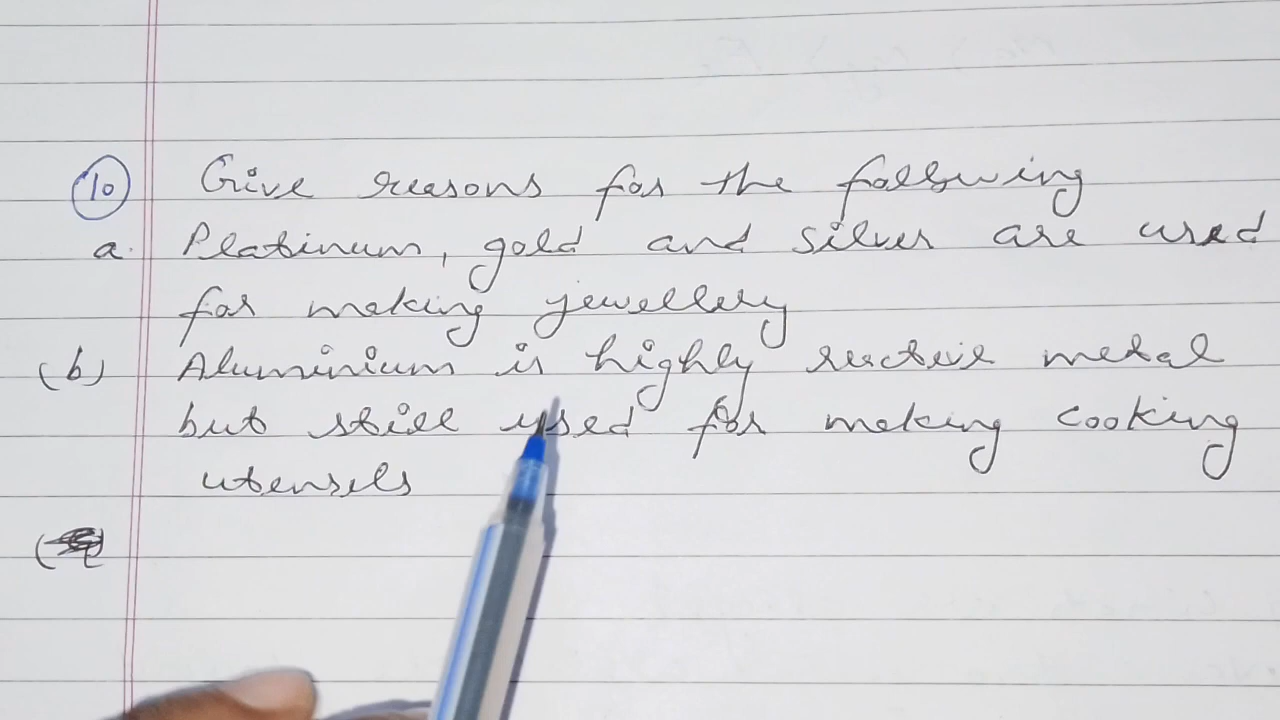 10 Give reasons for the following
a. Platinum, gold and silver are used
for making jewellery
(b) Aluminium is highly reactive metal
but still used for making cooking
utensels